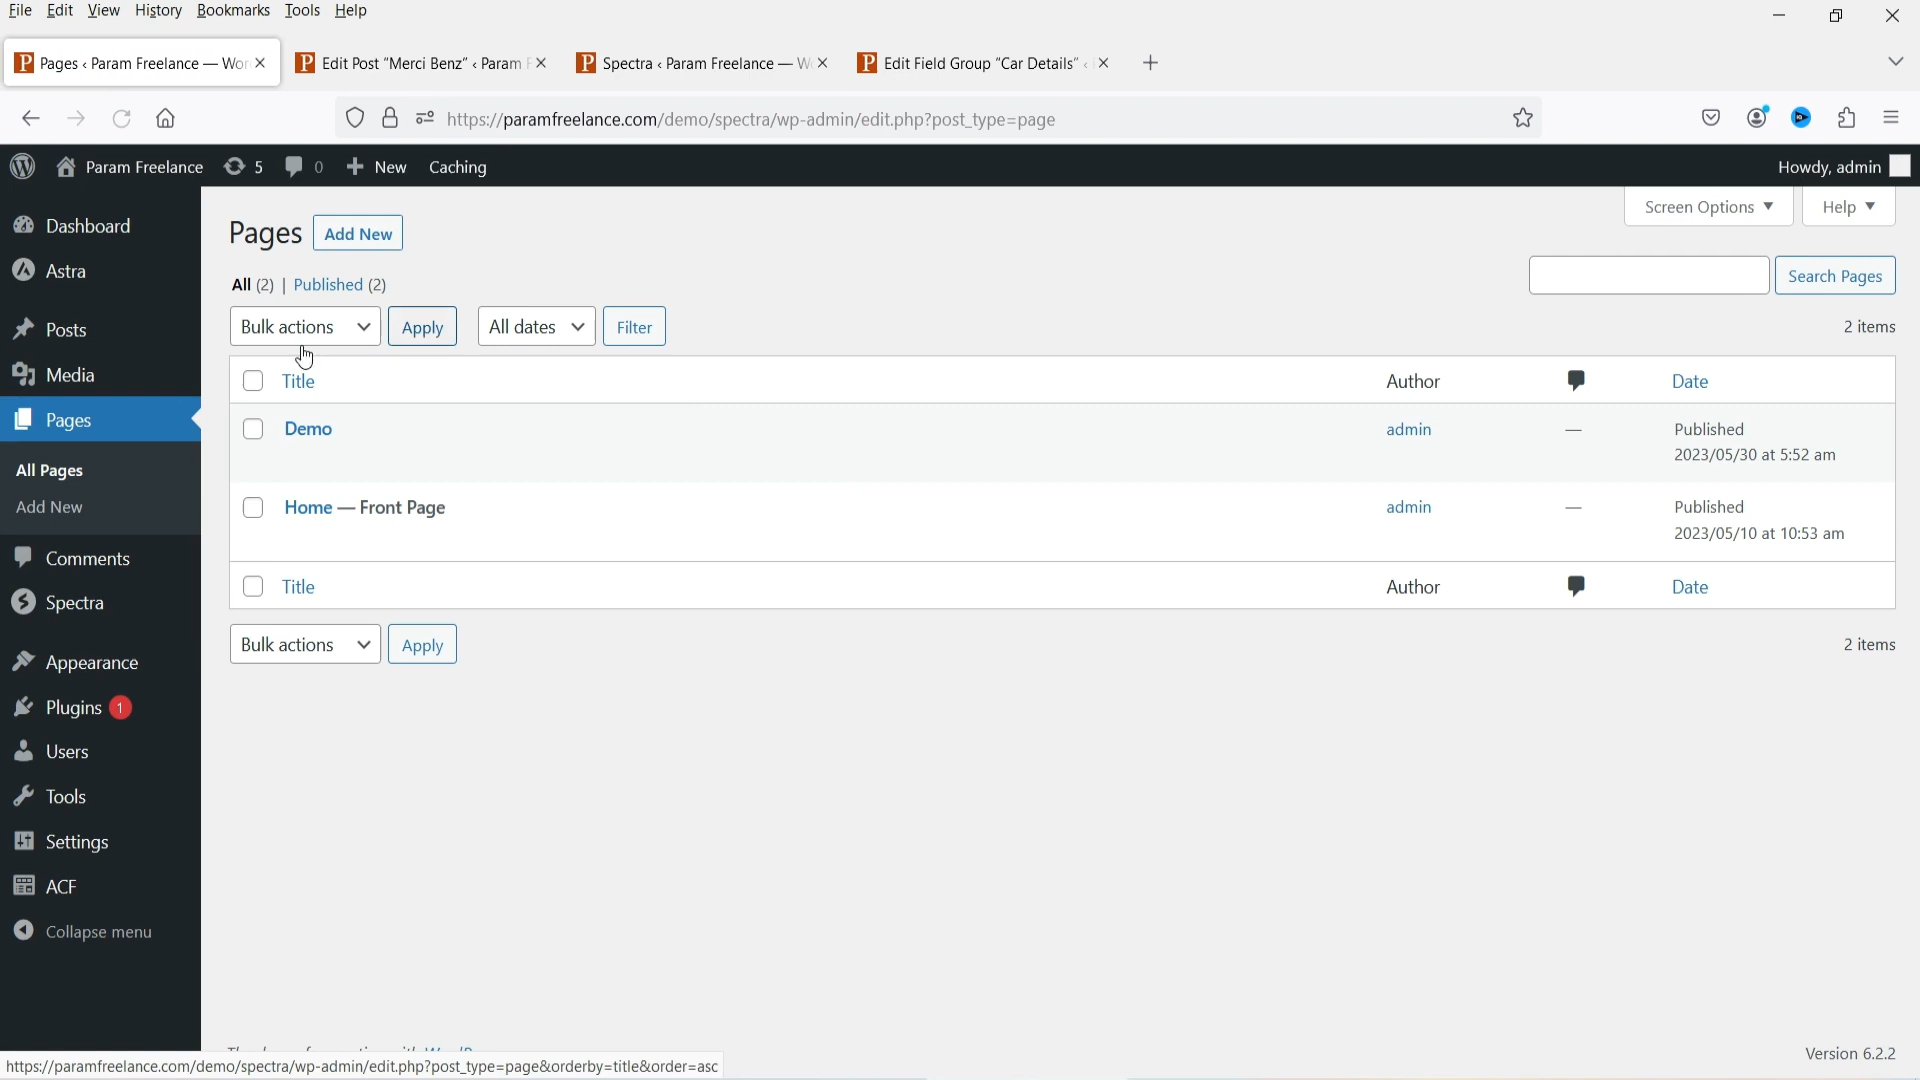 File Edit View History Bookmarks Tools Help
Pages ‹ Param Freelance — Wor
Edit Post "Merci Benz" ‹ Param F
Spectra ‹ Param Freelance — W
Edit Field Group "Car Details" ‹
https://paramfreelance.com/demo/spectra/wp-admin/edit.php?post_type=page
Param Freelance 5 0 New Caching Howdy, admin
Dashboard
Astra
Posts
Media
Pages
All Pages
Add New
Comments
Spectra
Appearance
Plugins 1
Users
Tools
Settings
ACF
Collapse menu
Screen Options Help
Pages Add New
All (2) | Published (2)
Search Pages
Bulk actions Apply All dates Filter 2 items
Title Author Date
Demo admin — Published
2023/05/30 at 5:52 am
Home — Front Page admin — Published
2023/05/10 at 10:53 am
Title Author Date
Bulk actions Apply 2 items
Version 6.2.2
https://paramfreelance.com/demo/spectra/wp-admin/edit.php?post_type=page&orderby=title&order=asc